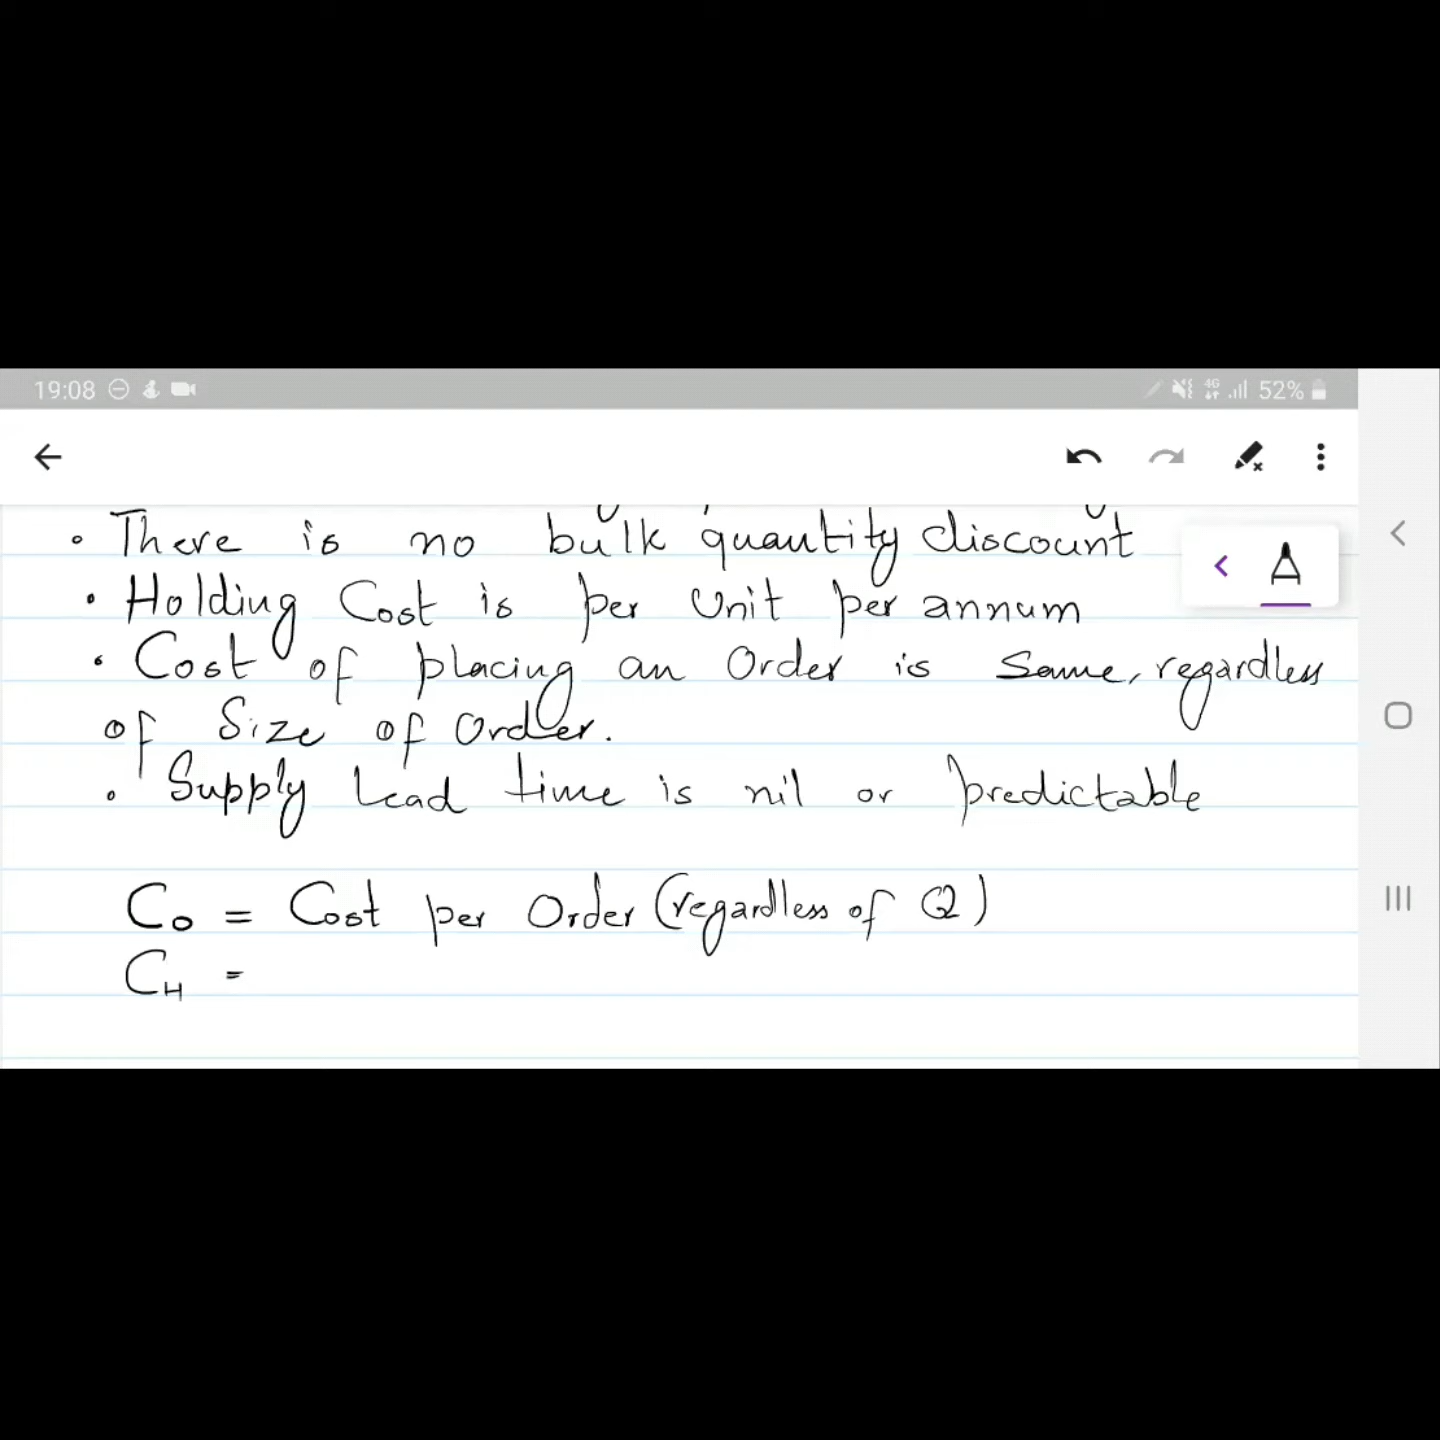 19:08 4G 52%
• There is no bulk quantity discount
• Holding Cost is per Unit per annum
• Cost of placing an Order is Same, regardless
of Size of Order.
• Supply Lead time is nil or predictable
Co = Cost per Order (regardless of Q)
CH =